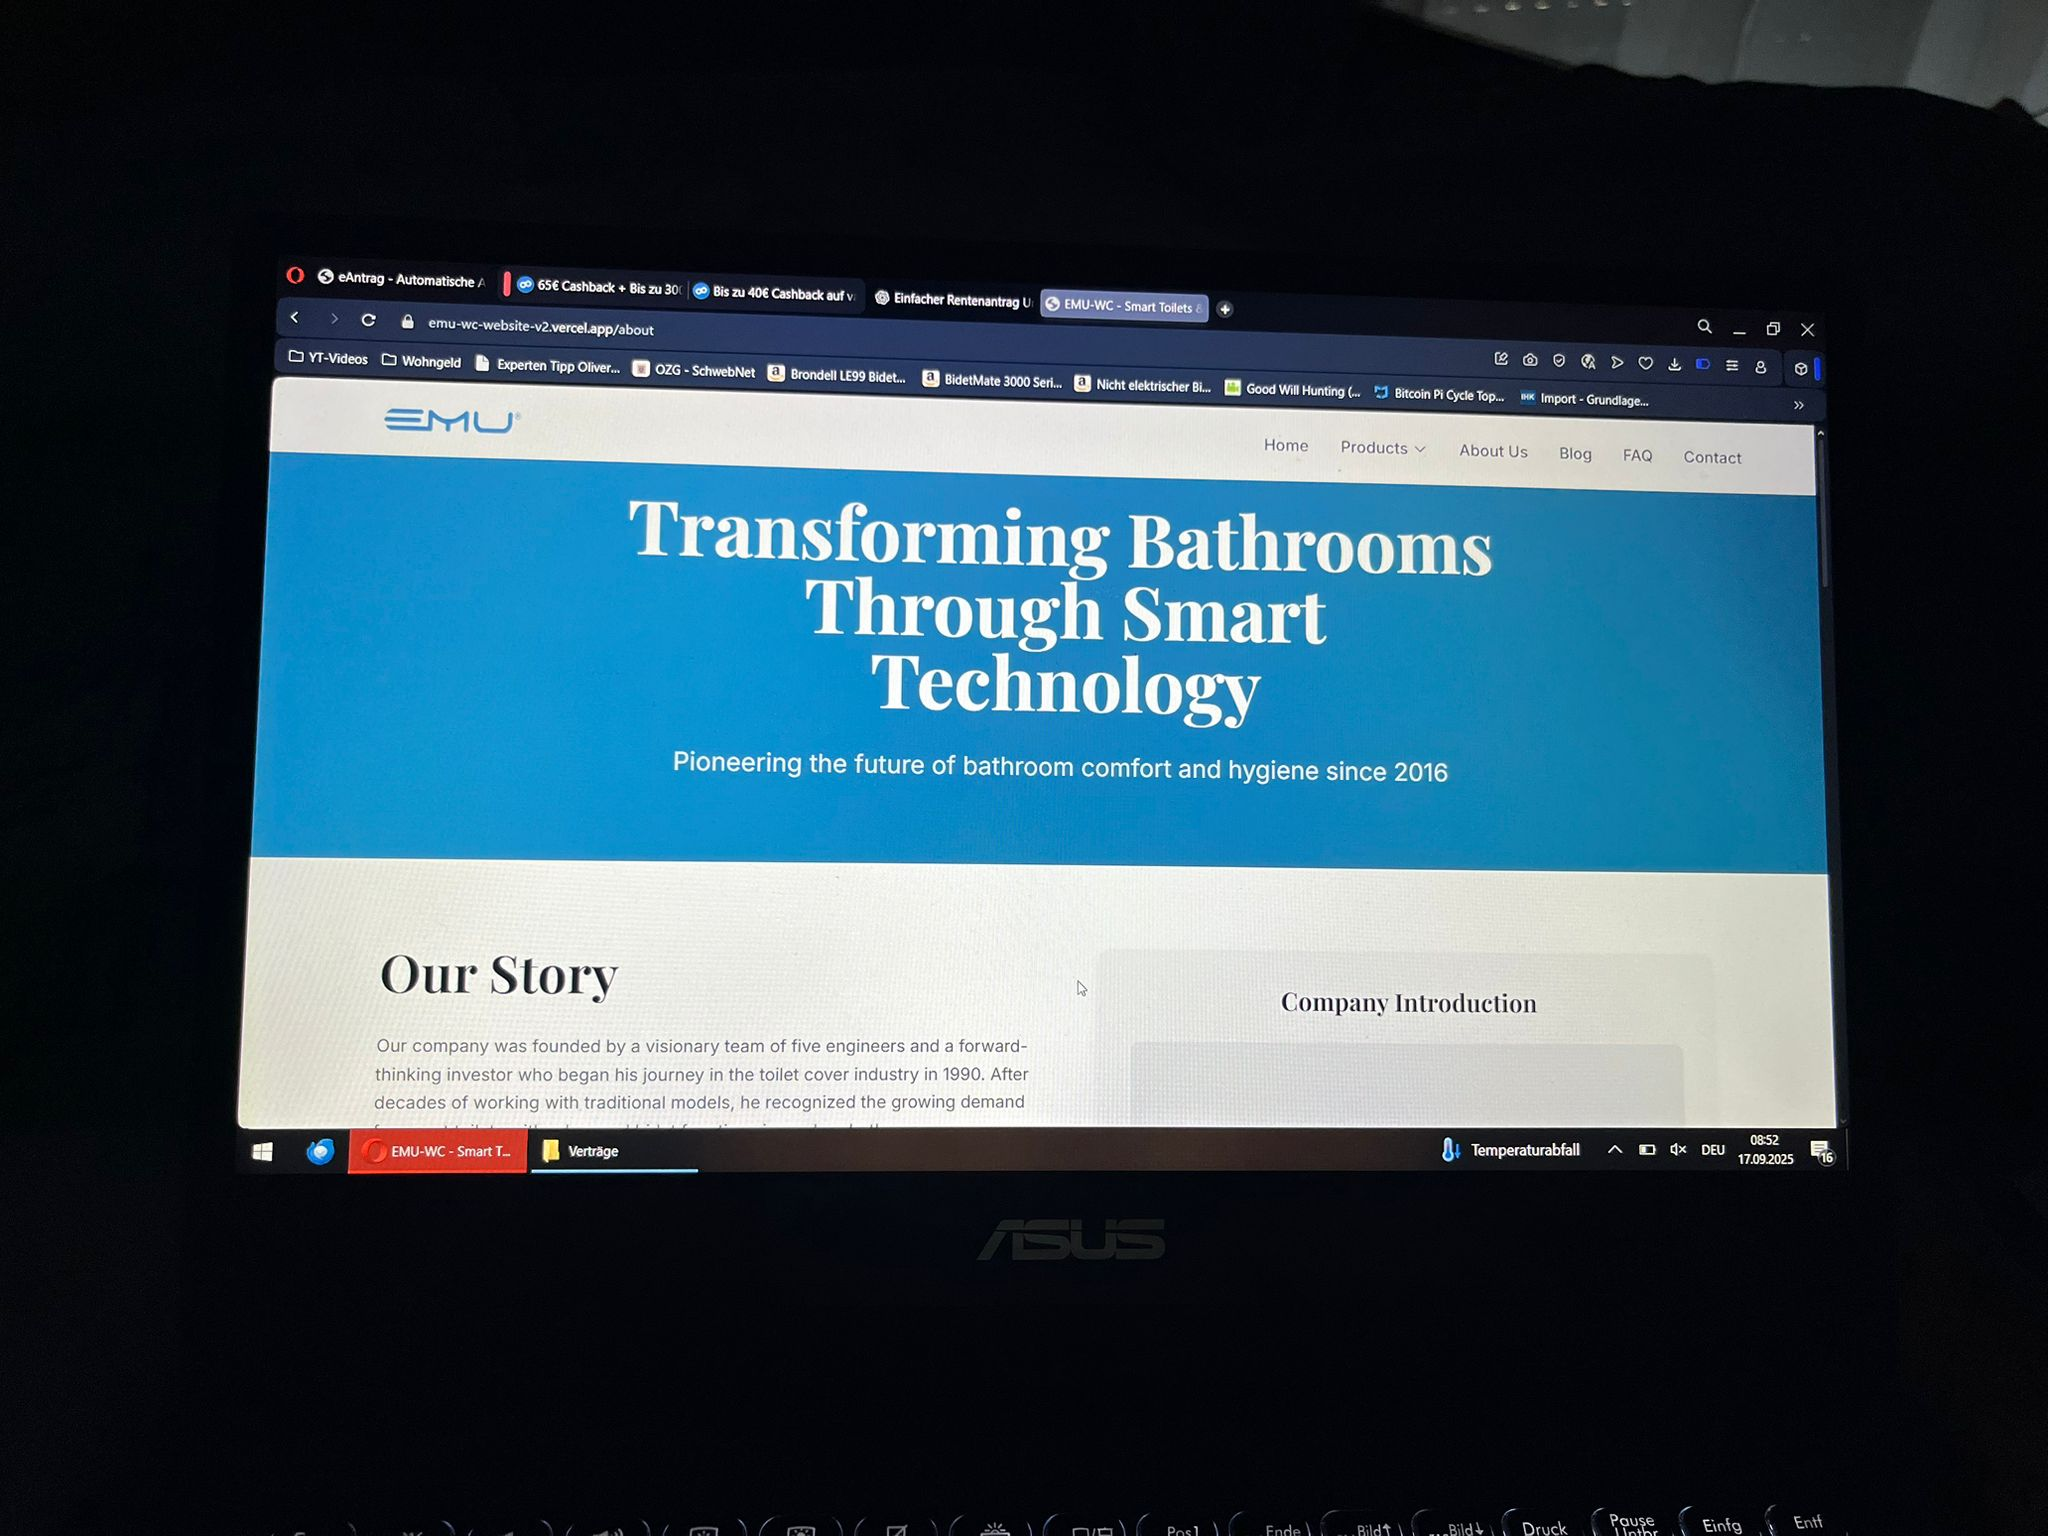 eAntrag - Automatische A
65€ Cashback + Bis zu 30
Bis zu 40€ Cashback auf v
Einfacher Rentenantrag U
EMU-WC - Smart Toilets &
emu-wc-website-v2.vercel.app/about
YT-Videos
Wohngeld
Experten Tipp Oliver...
OZG - SchwebNet
Brondell LE99 Bidet...
BidetMate 3000 Seri...
Nicht elektrischer Bi...
Good Will Hunting (...
Bitcoin Pi Cycle Top...
IHK Import - Grundlage...
EMU®
Home
Products
About Us
Blog
FAQ
Contact
Transforming Bathrooms
Through Smart
Technology
Pioneering the future of bathroom comfort and hygiene since 2016
Our Story
Our company was founded by a visionary team of five engineers and a forward-
thinking investor who began his journey in the toilet cover industry in 1990. After
decades of working with traditional models, he recognized the growing demand
Company Introduction
EMU-WC - Smart T...
Verträge
Temperaturabfall
DEU
08:52
17.09.2025
16
ASUS
Pos1
Ende
Bild↑
Bild↓
Druck
Pause
Untbr
Einfg
Entf